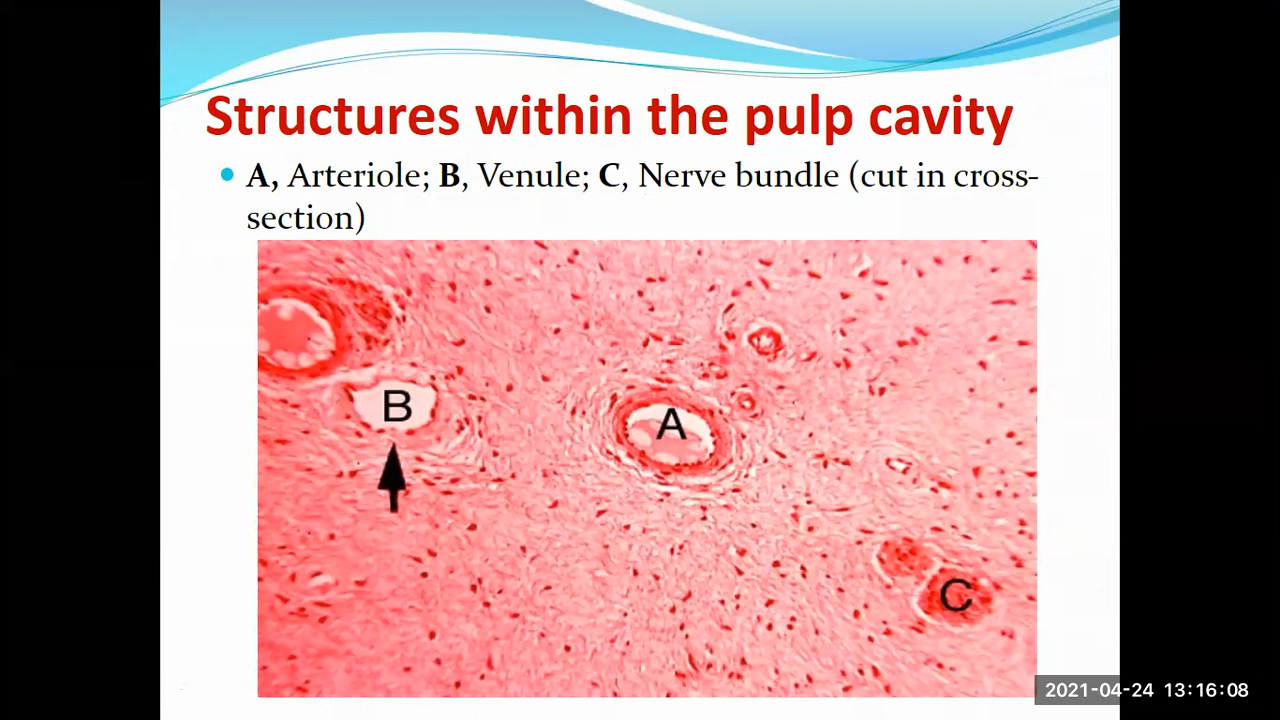 Structures within the pulp cavity
A, Arteriole; B, Venule; C, Nerve bundle (cut in cross-
section)
B
A
C
2021-04-24 13:16:08